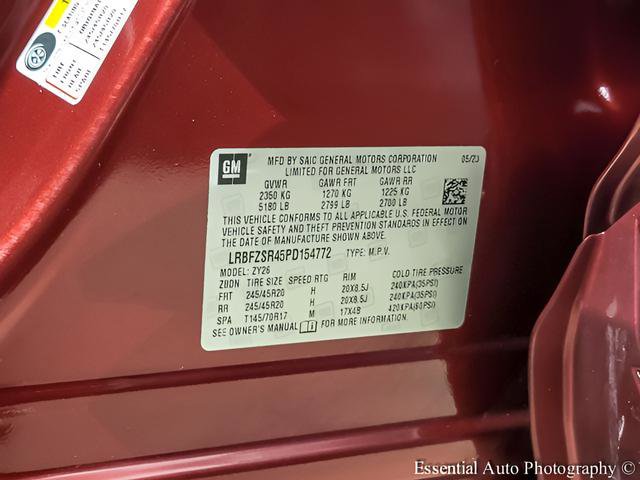 GM
MFD BY SAIC GENERAL MOTORS CORPORATION 05/23
LIMITED FOR GENERAL MOTORS LLC
GVWR GAWR FRT GAWR RR
2350 KG 1270 KG 1225 KG
5180 LB 2799 LB 2700 LB
THIS VEHICLE CONFORMS TO ALL APPLICABLE U.S. FEDERAL MOTOR
VEHICLE SAFETY AND THEFT PREVENTION STANDARDS IN EFFECT ON
THE DATE OF MANUFACTURE SHOWN ABOVE.
LRBFZSR45PD154772 TYPE: M.P.V.
MODEL: ZY26
TIRE SIZE SPEED RTG RIM COLD TIRE PRESSURE
FRT 245/45R20 H 20X8.5J 240KPA(35PSI)
RR 245/45R20 H 20X8.5J 240KPA(35PSI)
SPA T145/70R17 M 17X4B 420KPA(60PSI)
SEE OWNER'S MANUAL FOR MORE INFORMATION.
Essential Auto Photography ©